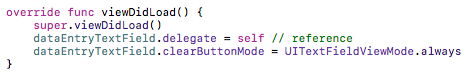 override func viewDidLoad() {
    super.viewDidLoad()
    dataEntryTextField.delegate = self // reference
    dataEntryTextField.clearButtonMode = UITextFieldViewMode.always
}